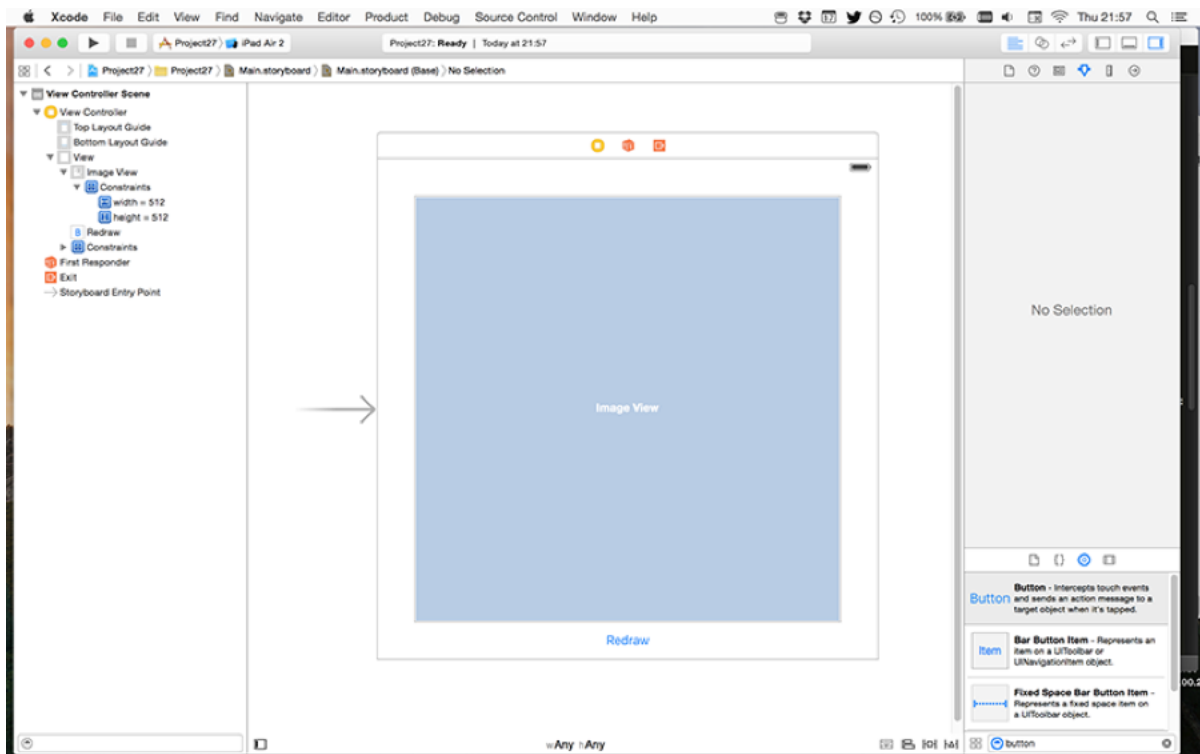 Xcode File Edit View Find Navigate Editor Product Debug Source Control Window Help 100% Thu 21:57
Project27 iPad Air 2 Project27: Ready | Today at 21:57
Project27 Project27 Main.storyboard Main.storyboard (Base) No Selection
View Controller Scene
View Controller
Top Layout Guide
Bottom Layout Guide
View
Image View
Constraints
width = 512
height = 512
B Redraw
Constraints
First Responder
Exit
Storyboard Entry Point
Image View
Redraw
wAny hAny
No Selection
Button
Button - Intercepts touch events
and sends an action message to a
target object when it's tapped.
Item
Bar Button Item - Represents an
item on a UIToolbar or
UINavigationItem object.
Fixed Space Bar Button Item -
Represents a fixed space item on
a UIToolbar object.
button